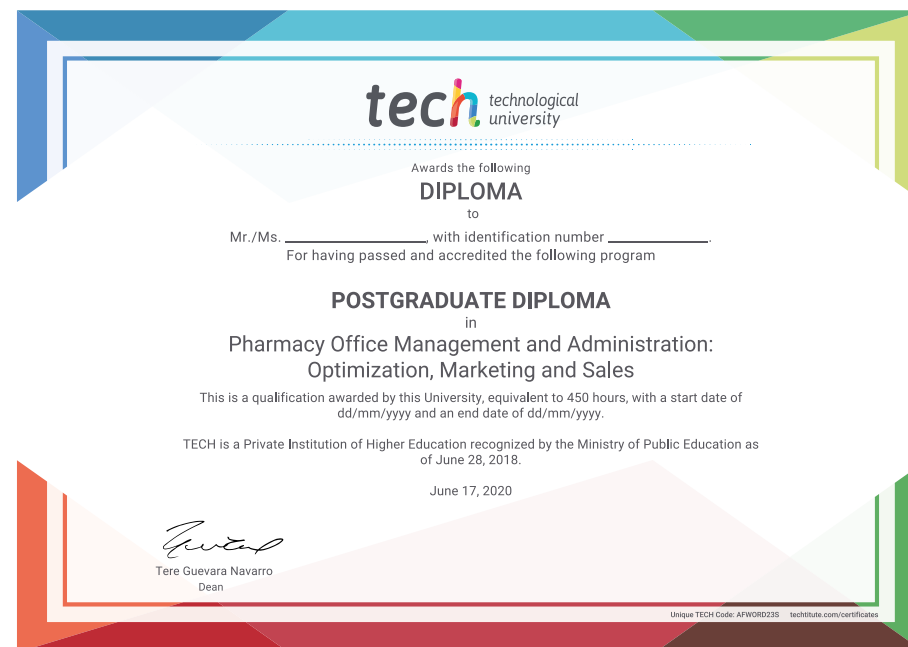 tech technological
university
Awards the following
DIPLOMA
to
Mr./Ms. ____________, with identification number ____________.
For having passed and accredited the following program
POSTGRADUATE DIPLOMA
in
Pharmacy Office Management and Administration:
Optimization, Marketing and Sales
This is a qualification awarded by this University, equivalent to 450 hours, with a start date of
dd/mm/yyyy and an end date of dd/mm/yyyy.
TECH is a Private Institution of Higher Education recognized by the Ministry of Public Education as
of June 28, 2018.
June 17, 2020
Tere Guevara Navarro
Dean
Unique TECH Code: AFWORD23S techtitute.com/certificates